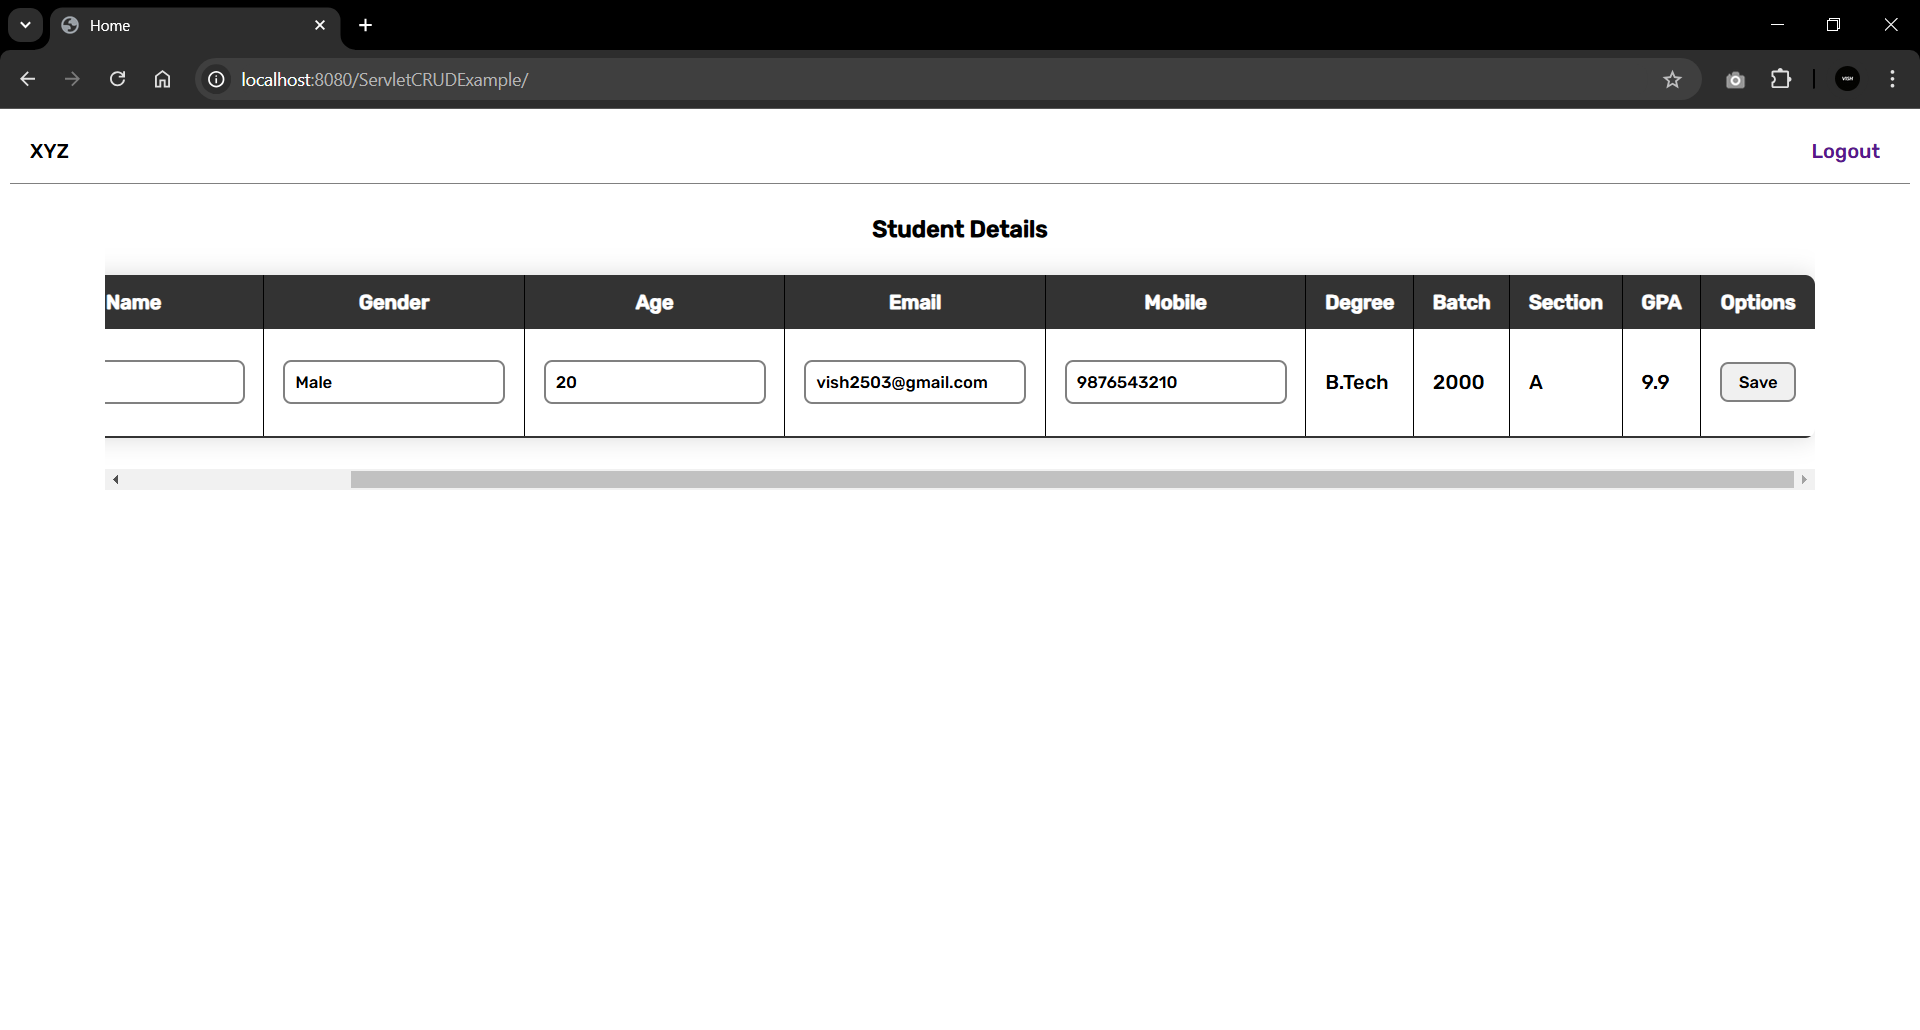 Home
localhost:8080/ServletCRUDExample/
XYZ
Logout
Student Details
Name Gender Age Email Mobile Degree Batch Section GPA Options
Male 20 vish2503@gmail.com 9876543210 B.Tech 2000 A 9.9 Save